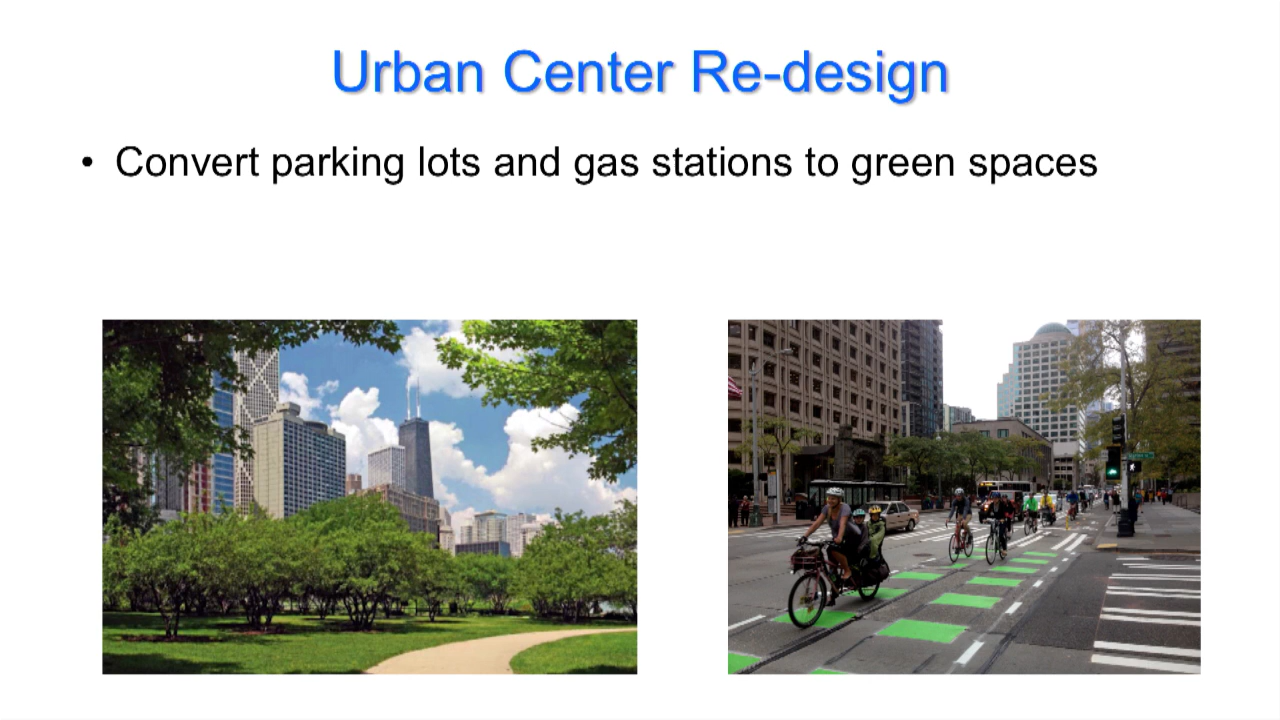 Urban Center Re-design
• Convert parking lots and gas stations to green spaces